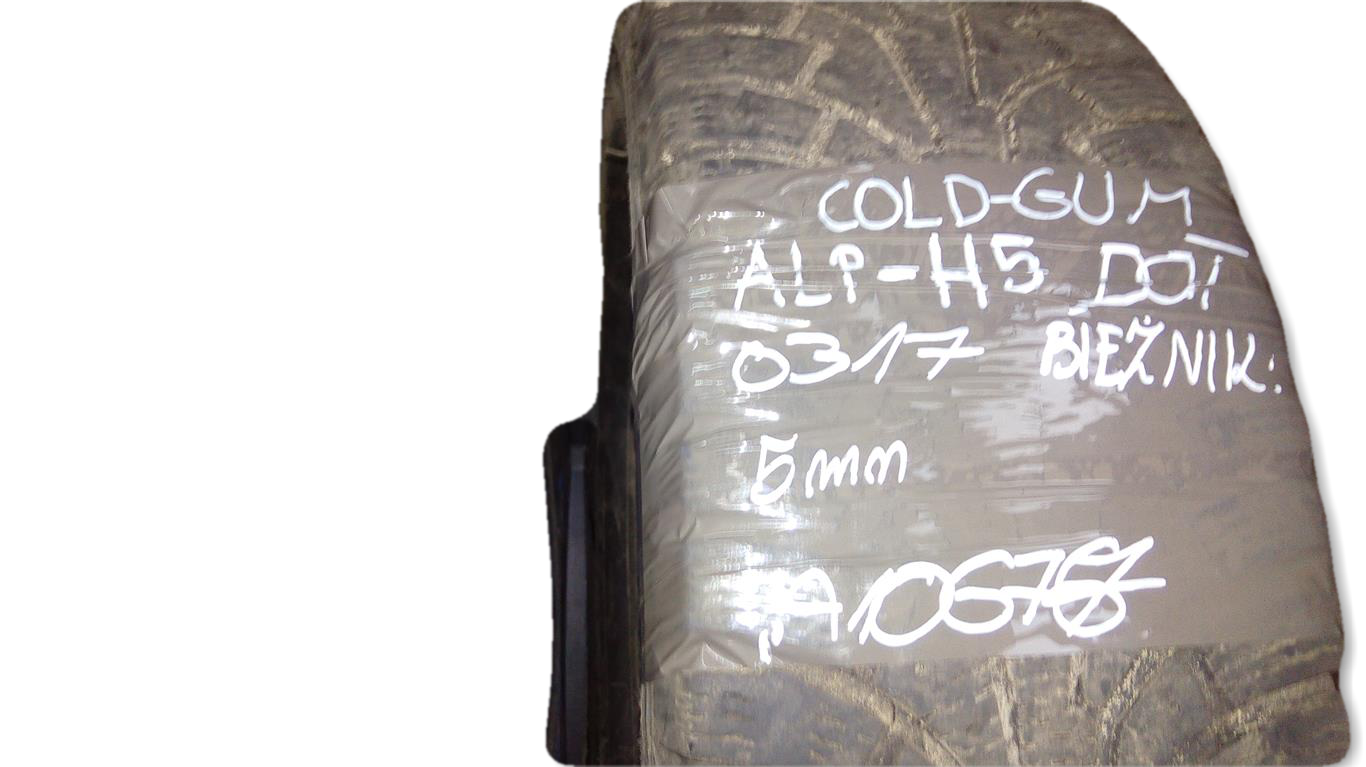 COLD-GUM
ALP-H5 DOT
0317 BIEŻNIK:
5mm